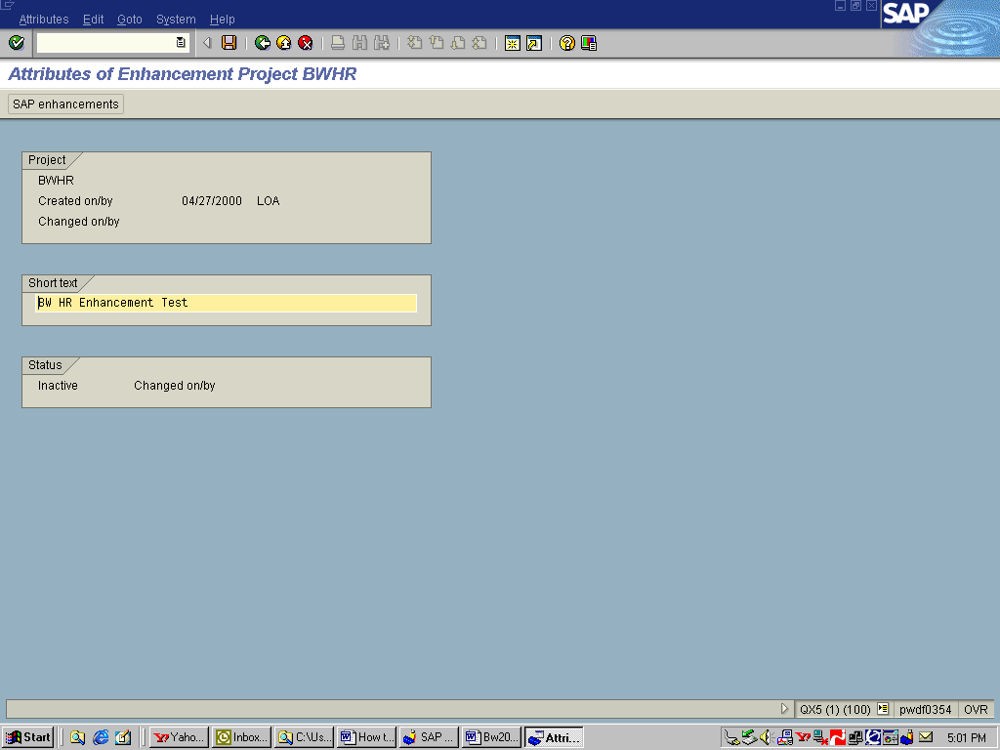 Attributes Edit Goto System Help
SAP
Attributes of Enhancement Project BWHR
SAP enhancements
Project
BWHR
Created on/by 04/27/2000 LOA
Changed on/by
Short text
BW HR Enhancement Test
Status
Inactive Changed on/by
QX5 (1) (100) pwdf0354 OVR
Start Yaho... Inbox... C:\Us... How t... SAP ... Bw20... Attri... 5:01 PM